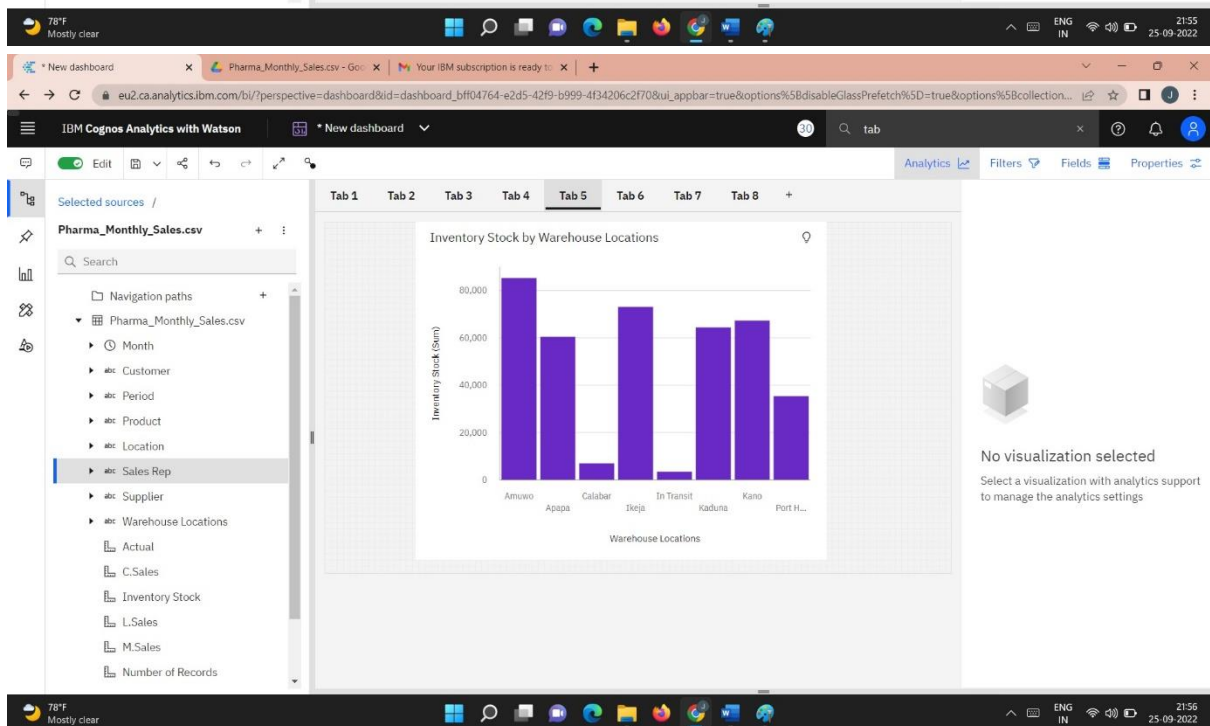 78°F
Mostly clear
ENG
IN
21:55
25-09-2022
* New dashboard
Pharma_Monthly_Sales.csv - Goo
Your IBM subscription is ready to
eu2.ca.analytics.ibm.com/bi/?perspective=dashboard&id=dashboard_bff04764-e2d5-42f9-b999-4f34206c2f70&ui_appbar=true&options%5BdisableGlassPrefetch%5D=true&options%5Bcollection...
J
IBM Cognos Analytics with Watson
* New dashboard
30
tab
Edit
Analytics
Filters
Fields
Properties
Selected sources /
Tab 1 Tab 2 Tab 3 Tab 4 Tab 5 Tab 6 Tab 7 Tab 8 +
Pharma_Monthly_Sales.csv
Search
Navigation paths
Pharma_Monthly_Sales.csv
Month
abc Customer
abc Period
abc Product
abc Location
abc Sales Rep
abc Supplier
abc Warehouse Locations
Actual
C.Sales
Inventory Stock
L.Sales
M.Sales
Number of Records
Inventory Stock by Warehouse Locations
Inventory Stock (Sum)
80,000
60,000
40,000
20,000
0
Amuwo
Apapa
Calabar
Ikeja
In Transit
Kaduna
Kano
Port H...
Warehouse Locations
No visualization selected
Select a visualization with analytics support
to manage the analytics settings
78°F
Mostly clear
ENG
IN
21:56
25-09-2022